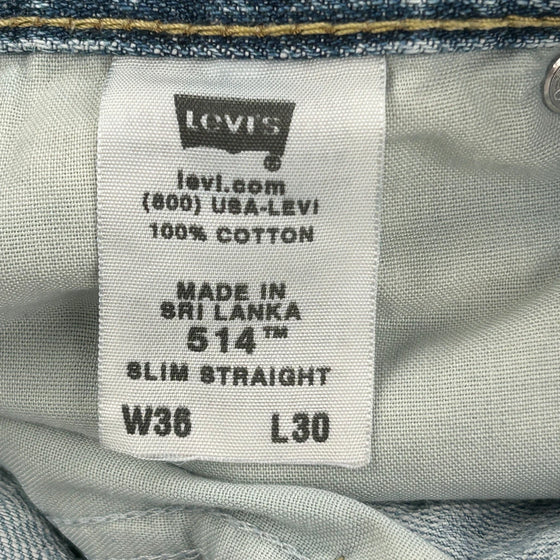 Levi's
®
levi.com
(800) USA-LEVI
100% COTTON
MADE IN
SRI LANKA
514™
SLIM STRAIGHT
W36 L30